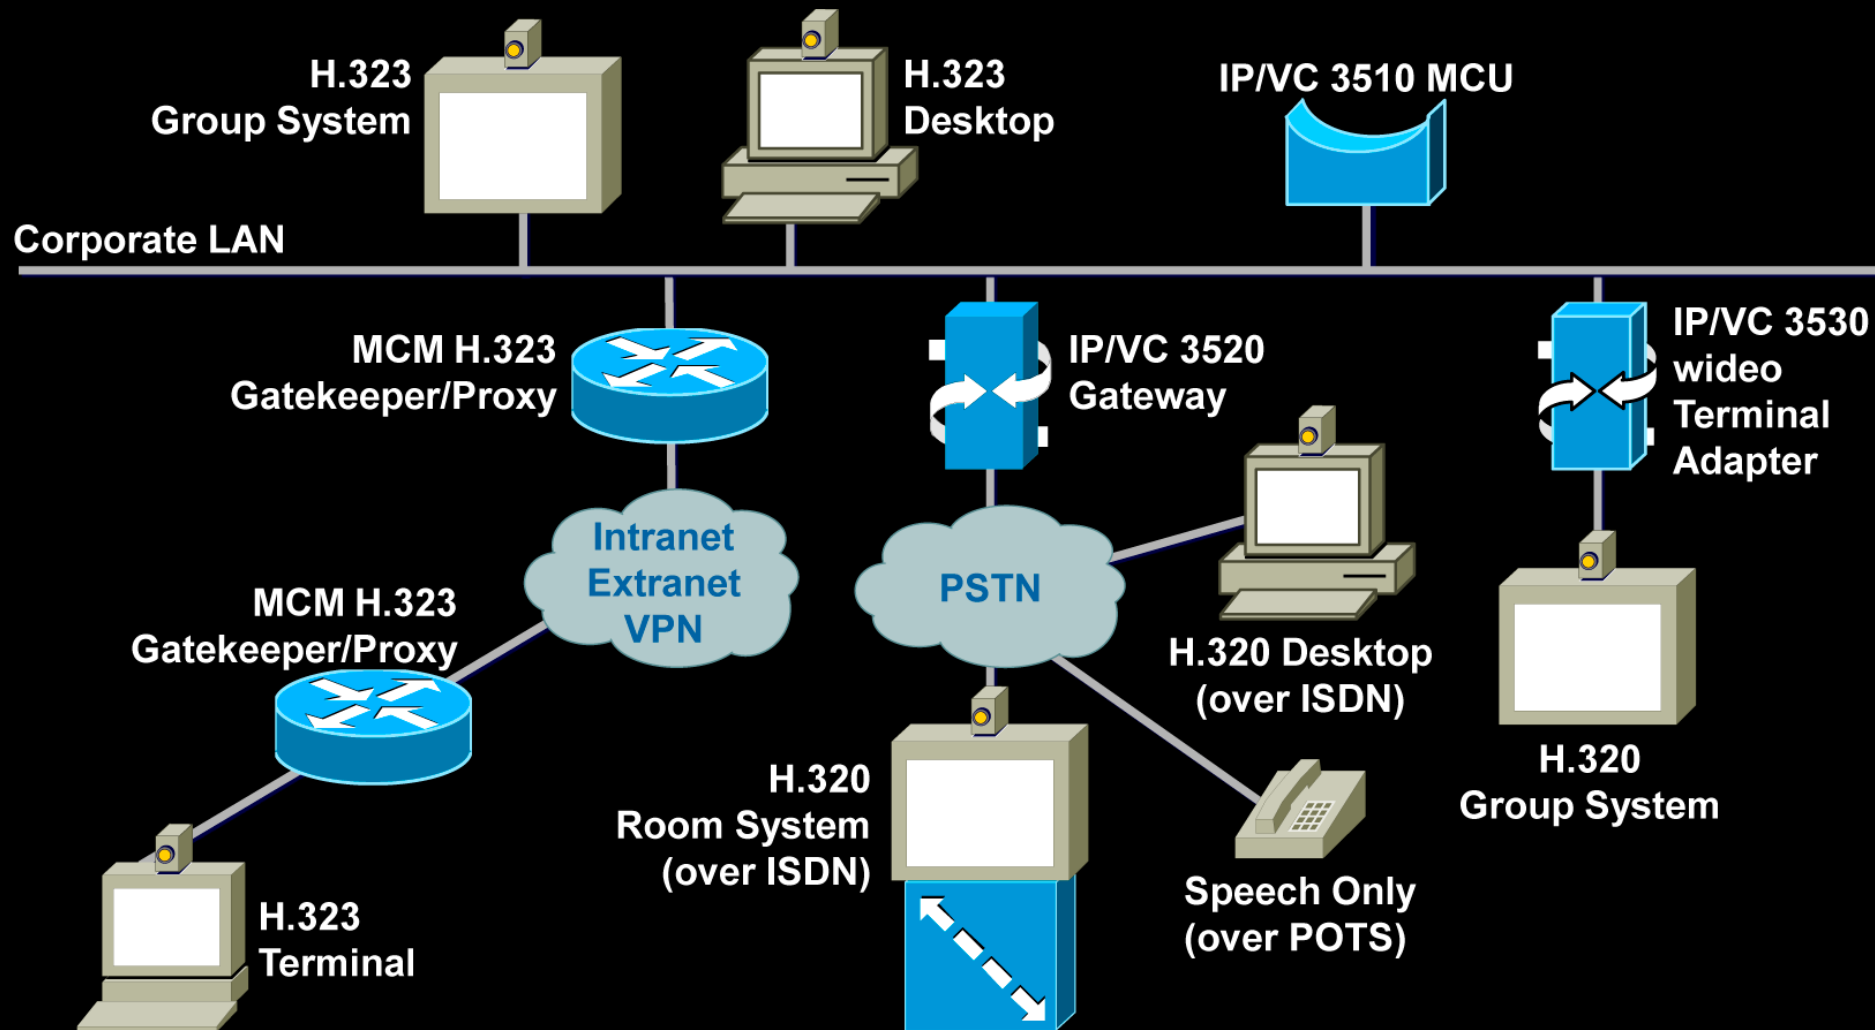 H.323
Group System
H.323
Desktop
IP/VC 3510 MCU
Corporate LAN
MCM H.323
Gatekeeper/Proxy
IP/VC 3520
Gateway
IP/VC 3530
wideo
Terminal
Adapter
Intranet
Extranet
VPN
PSTN
MCM H.323
Gatekeeper/Proxy
H.320 Desktop
(over ISDN)
H.320
Group System
H.320
Room System
(over ISDN)
Speech Only
(over POTS)
H.323
Terminal